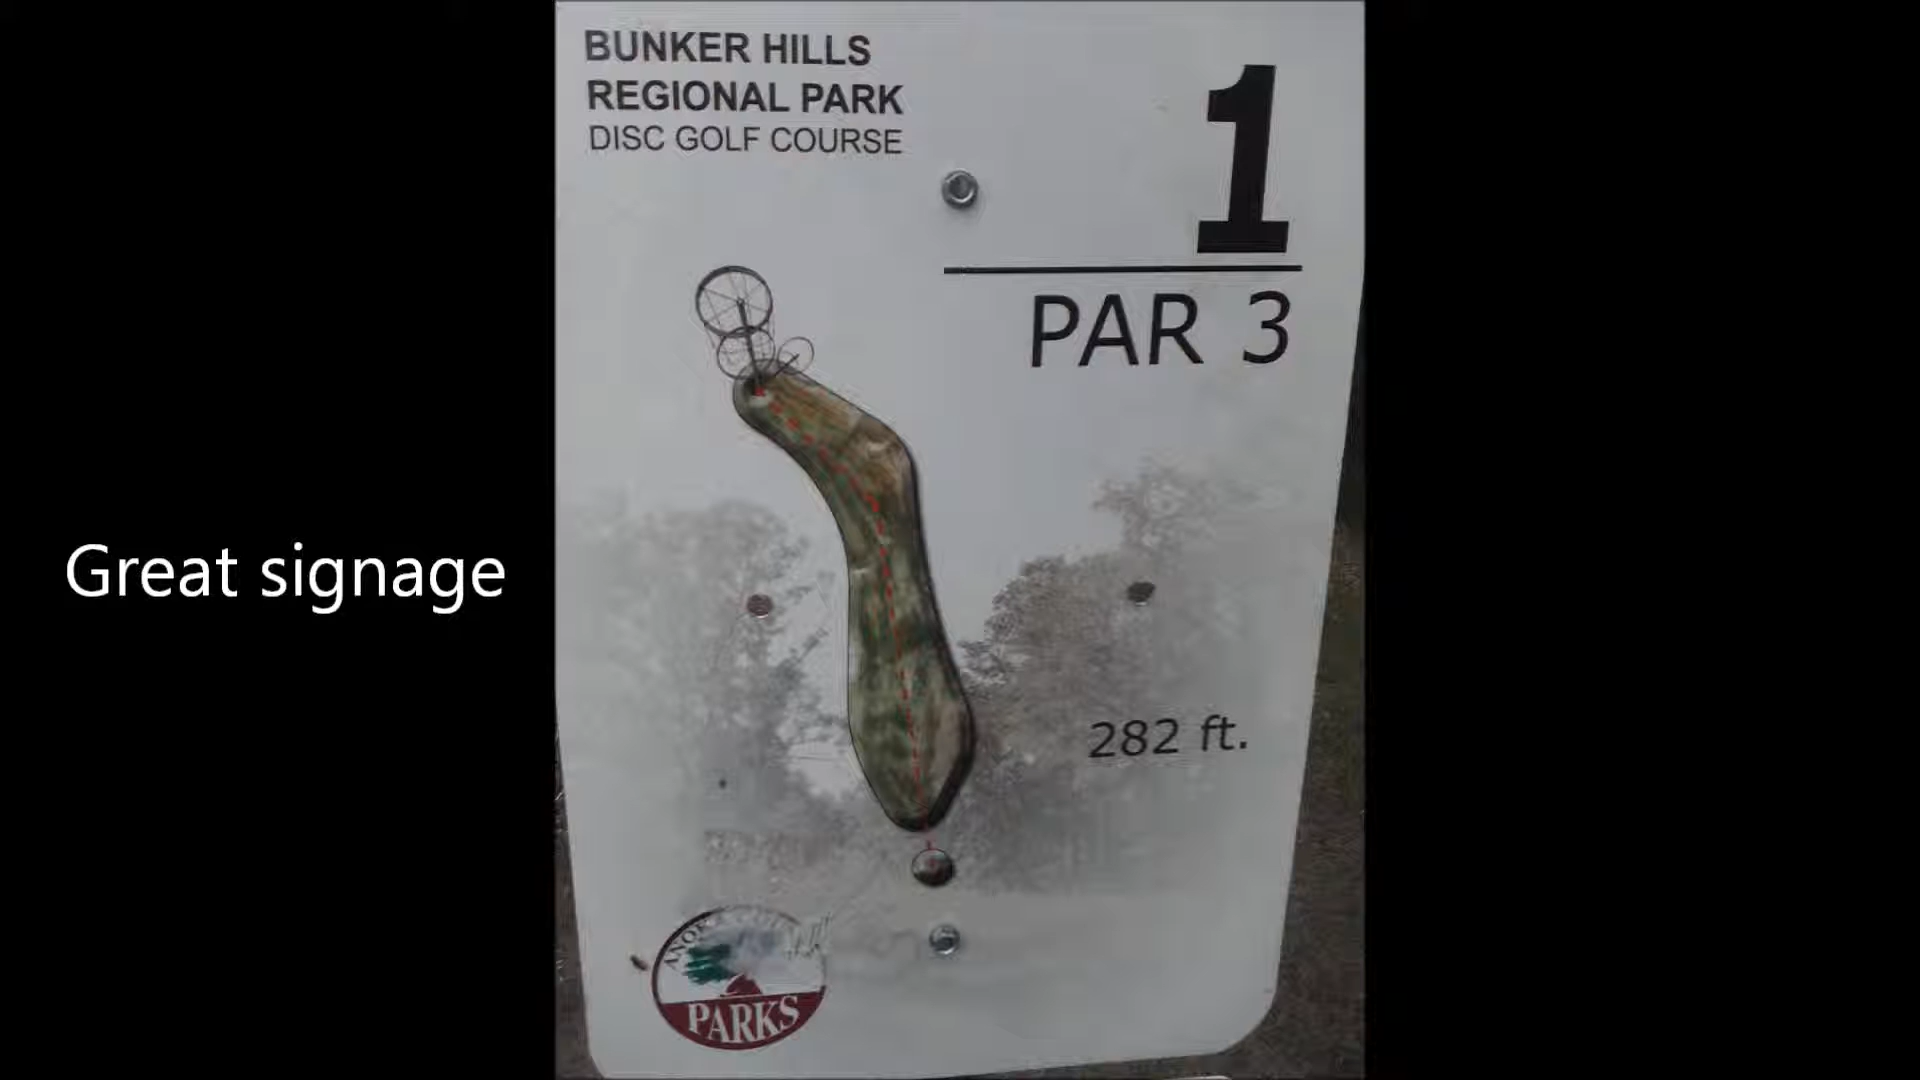 BUNKER HILLS
REGIONAL PARK
DISC GOLF COURSE
1
PAR 3
Great signage
282 ft.
PARKS